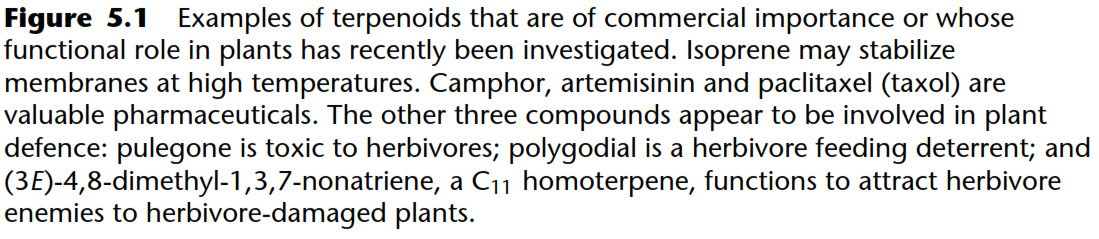 Figure 5.1 Examples of terpenoids that are of commercial importance or whose
functional role in plants has recently been investigated. Isoprene may stabilize
membranes at high temperatures. Camphor, artemisinin and paclitaxel (taxol) are
valuable pharmaceuticals. The other three compounds appear to be involved in plant
defence: pulegone is toxic to herbivores; polygodial is a herbivore feeding deterrent; and
(3E)-4,8-dimethyl-1,3,7-nonatriene, a C₁₁ homoterpene, functions to attract herbivore
enemies to herbivore-damaged plants.